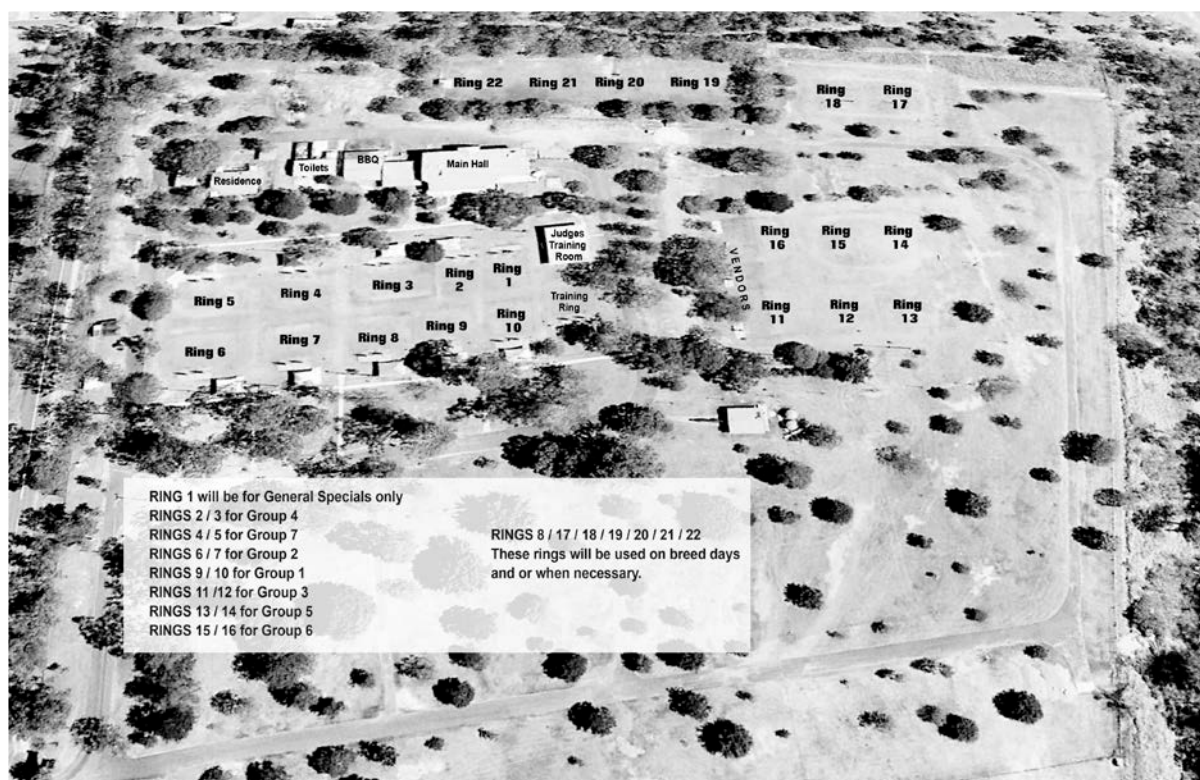 Ring 22 Ring 21 Ring 20 Ring 19
Ring
18
Ring
17
Residence
Toilets
BBQ
Main Hall
Judges
Training
Room
Ring
16
Ring
15
Ring
14
VENDORS
Ring 5
Ring 4
Ring 3
Ring
2
Ring
1
Training
Ring
Ring 6
Ring 7
Ring 8
Ring 9
Ring
10
Ring
11
Ring
12
Ring
13
RING 1 will be for General Specials only
RINGS 2 / 3 for Group 4
RINGS 4 / 5 for Group 7
RINGS 6 / 7 for Group 2
RINGS 9 / 10 for Group 1
RINGS 11 /12 for Group 3
RINGS 13 / 14 for Group 5
RINGS 15 / 16 for Group 6
RINGS 8 / 17 / 18 / 19 / 20 / 21 / 22
These rings will be used on breed days
and or when necessary.